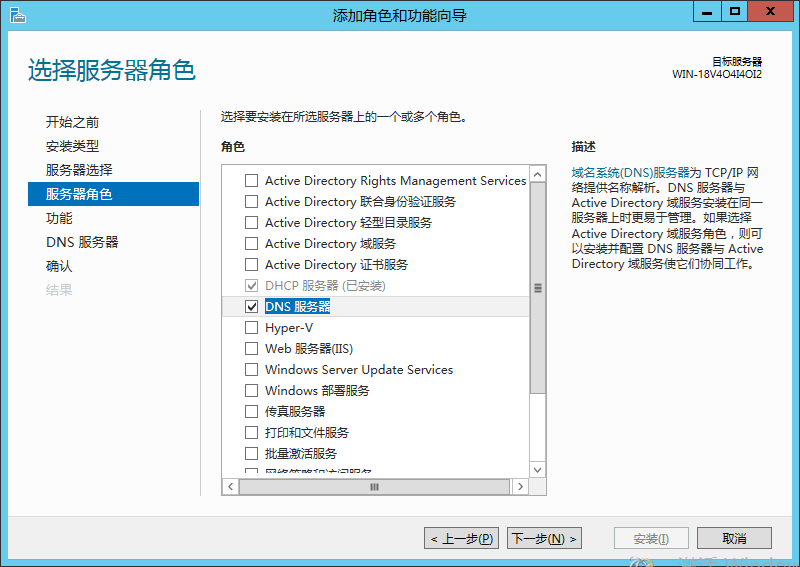 添加角色和功能向导
选择服务器角色
目标服务器
WIN-18V4O4I4OI2
开始之前
安装类型
服务器选择
服务器角色
功能
DNS 服务器
确认
结果
选择要安装在所选服务器上的一个或多个角色。
角色
Active Directory Rights Management Services
Active Directory 联合身份验证服务
Active Directory 轻型目录服务
Active Directory 域服务
Active Directory 证书服务
DHCP 服务器 (已安装)
DNS 服务器
Hyper-V
Web 服务器(IIS)
Windows Server Update Services
Windows 部署服务
传真服务器
打印和文件服务
批量激活服务
网络策略和访问服务
描述
域名系统(DNS)服务器为 TCP/IP 网
络提供名称解析。DNS 服务器与
Active Directory 域服务安装在同一
服务器上时更易于管理。如果选择
Active Directory 域服务角色，则可
以安装并配置 DNS 服务器与 Active
Directory 域服务使它们协同工作。
< 上一步(P)
下一步(N) >
安装(I)
取消